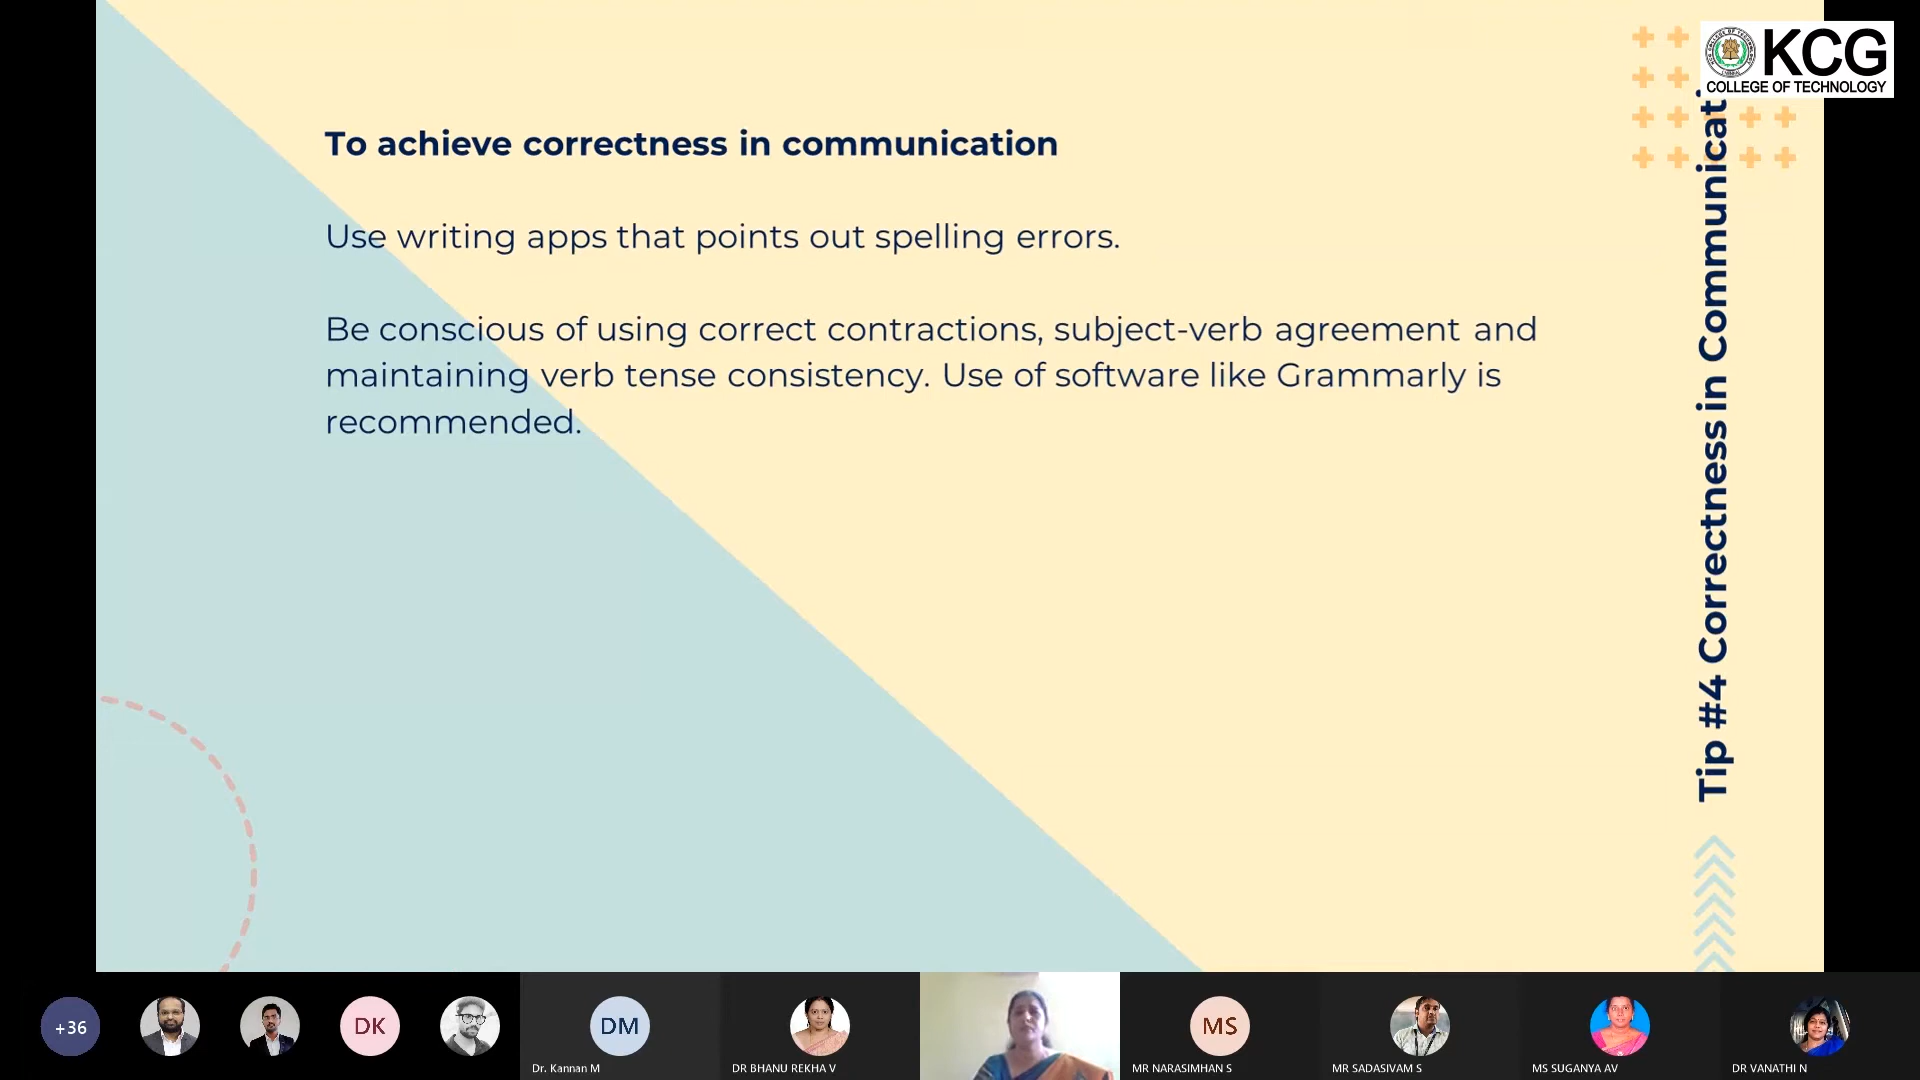 KCG
COLLEGE OF TECHNOLOGY
To achieve correctness in communication
Use writing apps that points out spelling errors.
Be conscious of using correct contractions, subject-verb agreement and
maintaining verb tense consistency. Use of software like Grammarly is
recommended.
Tip #4 Correctness in Communicati
+36
DK
DM
Dr. Kannan M
DR BHANU REKHA V
MS
MR NARASIMHAN S
MR SADASIVAM S
MS SUGANYA AV
DR VANATHI N